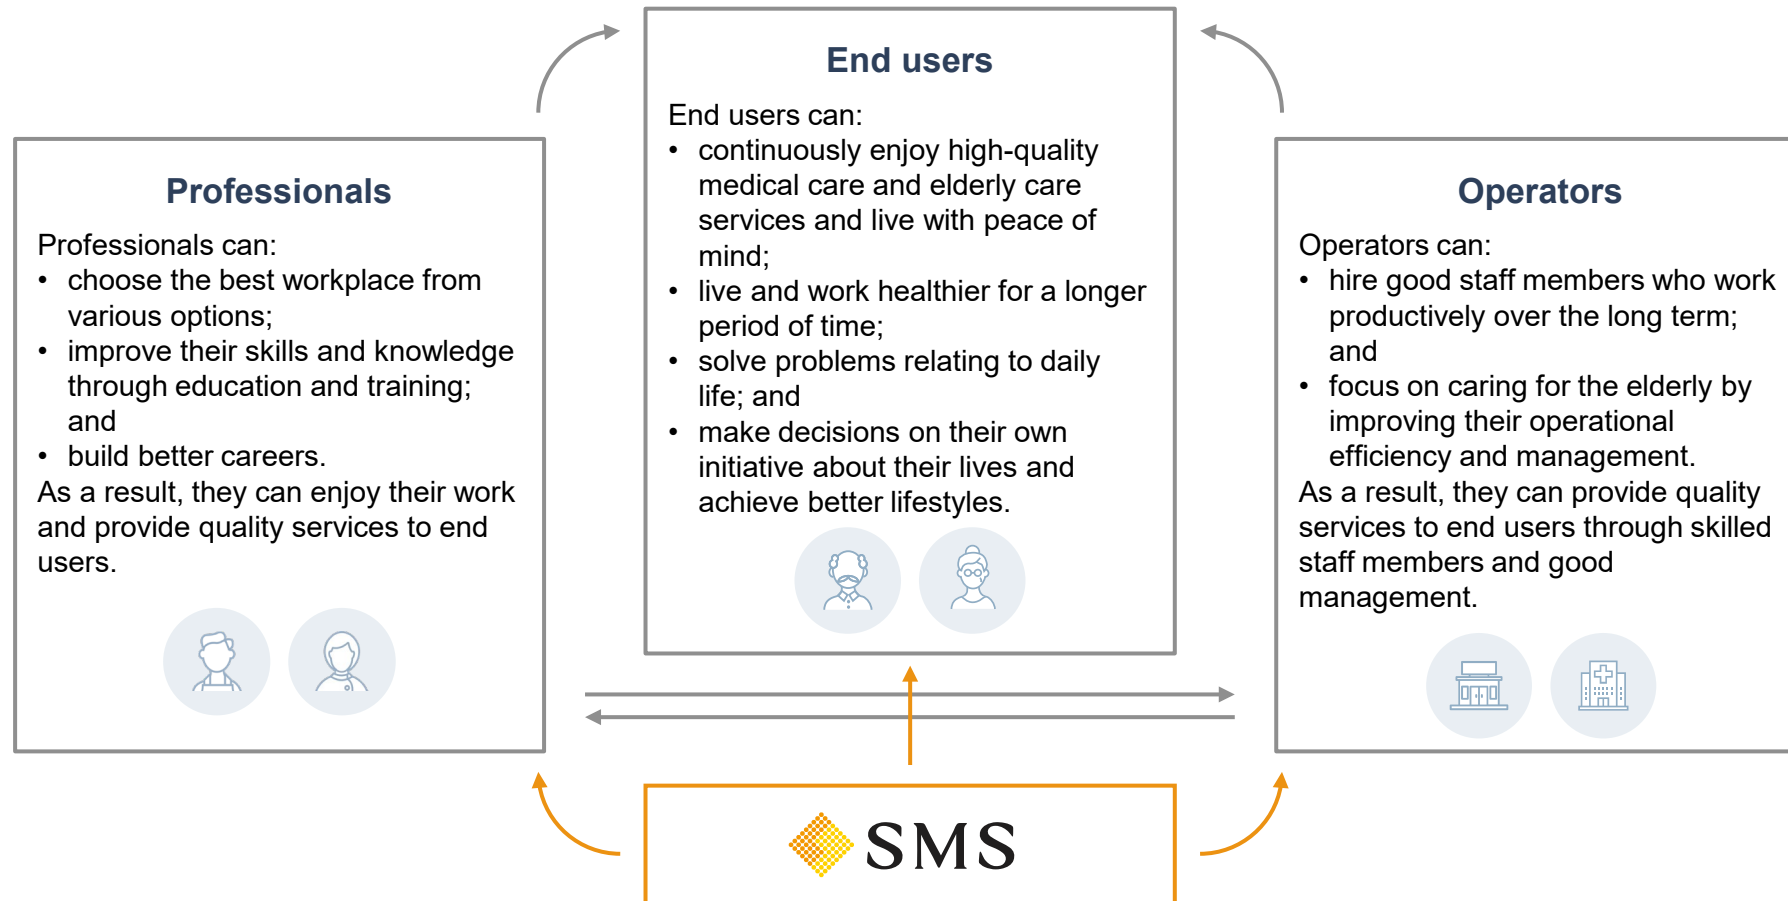 End users
End users can:
• continuously enjoy high-quality
medical care and elderly care
services and live with peace of
mind;
• live and work healthier for a longer
period of time;
• solve problems relating to daily
life; and
• make decisions on their own
initiative about their lives and
achieve better lifestyles.
Professionals
Professionals can:
• choose the best workplace from
various options;
• improve their skills and knowledge
through education and training;
and
• build better careers.
As a result, they can enjoy their work
and provide quality services to end
users.
Operators
Operators can:
• hire good staff members who work
productively over the long term;
and
• focus on caring for the elderly by
improving their operational
efficiency and management.
As a result, they can provide quality
services to end users through skilled
staff members and good
management.
SMS